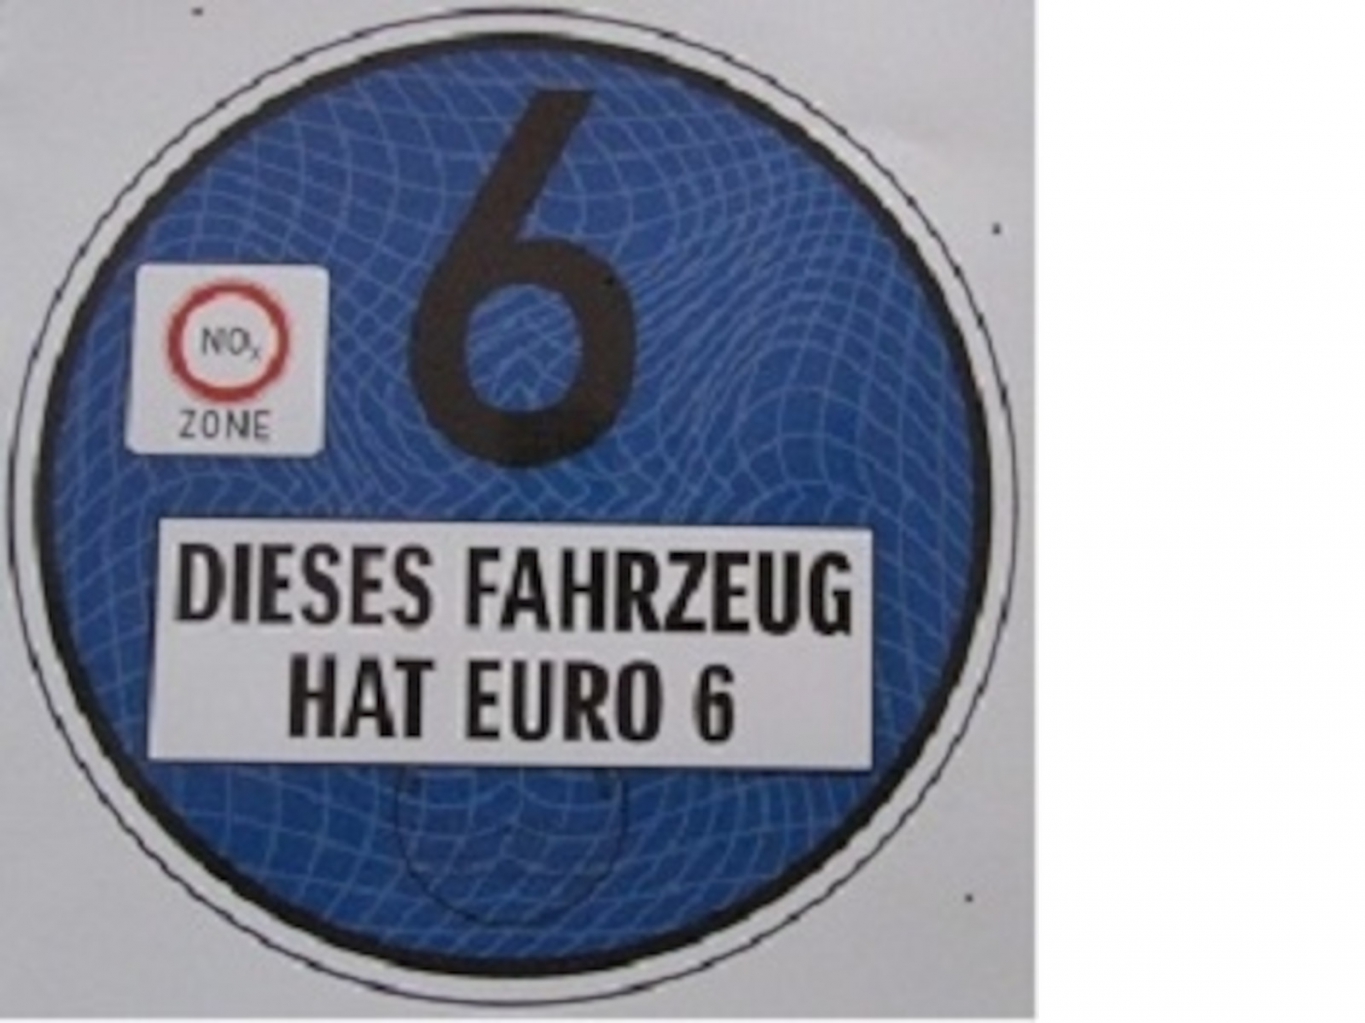 6
NOx
ZONE
DIESES FAHRZEUG
HAT EURO 6